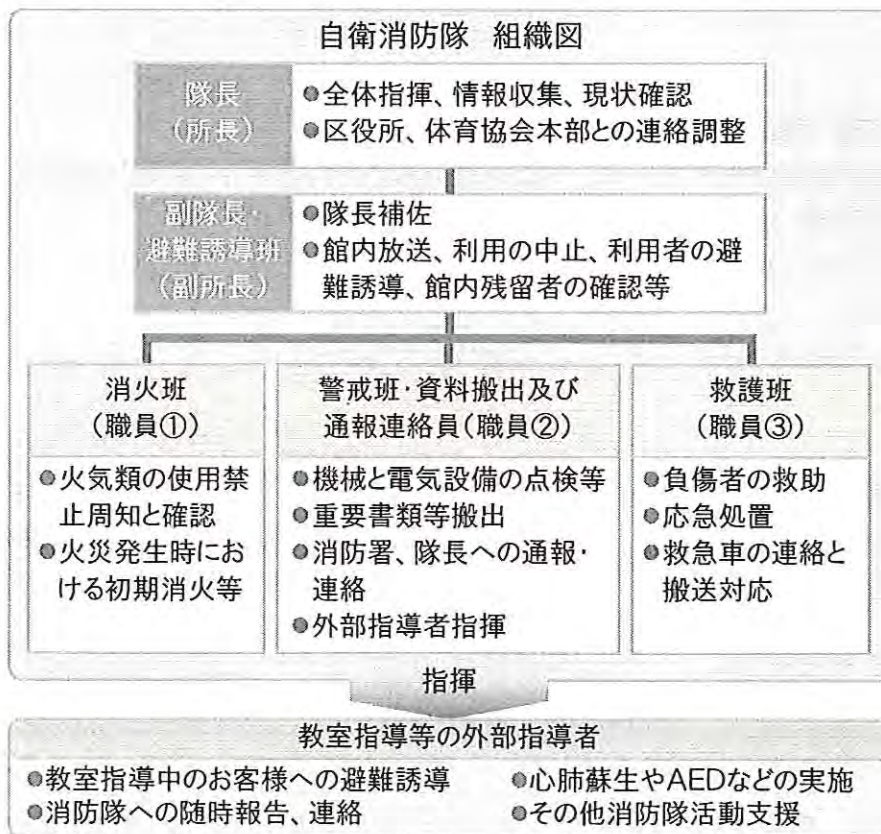 自衛消防隊 組織図
隊長
(所長)
●全体指揮、情報収集、現状確認
●区役所、体育協会本部との連絡調整
副隊長・
避難誘導班
(副所長)
●隊長補佐
●館内放送、利用の中止、利用者の避
難誘導、館内残留者の確認等
消火班
(職員①)
●火気類の使用禁
止周知と確認
●火災発生時にお
ける初期消火等
警戒班・資料搬出及び
通報連絡員(職員②)
●機械と電気設備の点検等
●重要書類等搬出
●消防署、隊長への通報・
連絡
●外部指導者指揮
救護班
(職員③)
●負傷者の救助
●応急処置
●救急車の連絡と
搬送対応
指揮
教室指導等の外部指導者
●教室指導中のお客様への避難誘導
●消防隊への随時報告、連絡
●心肺蘇生やAEDなどの実施
●その他消防隊活動支援